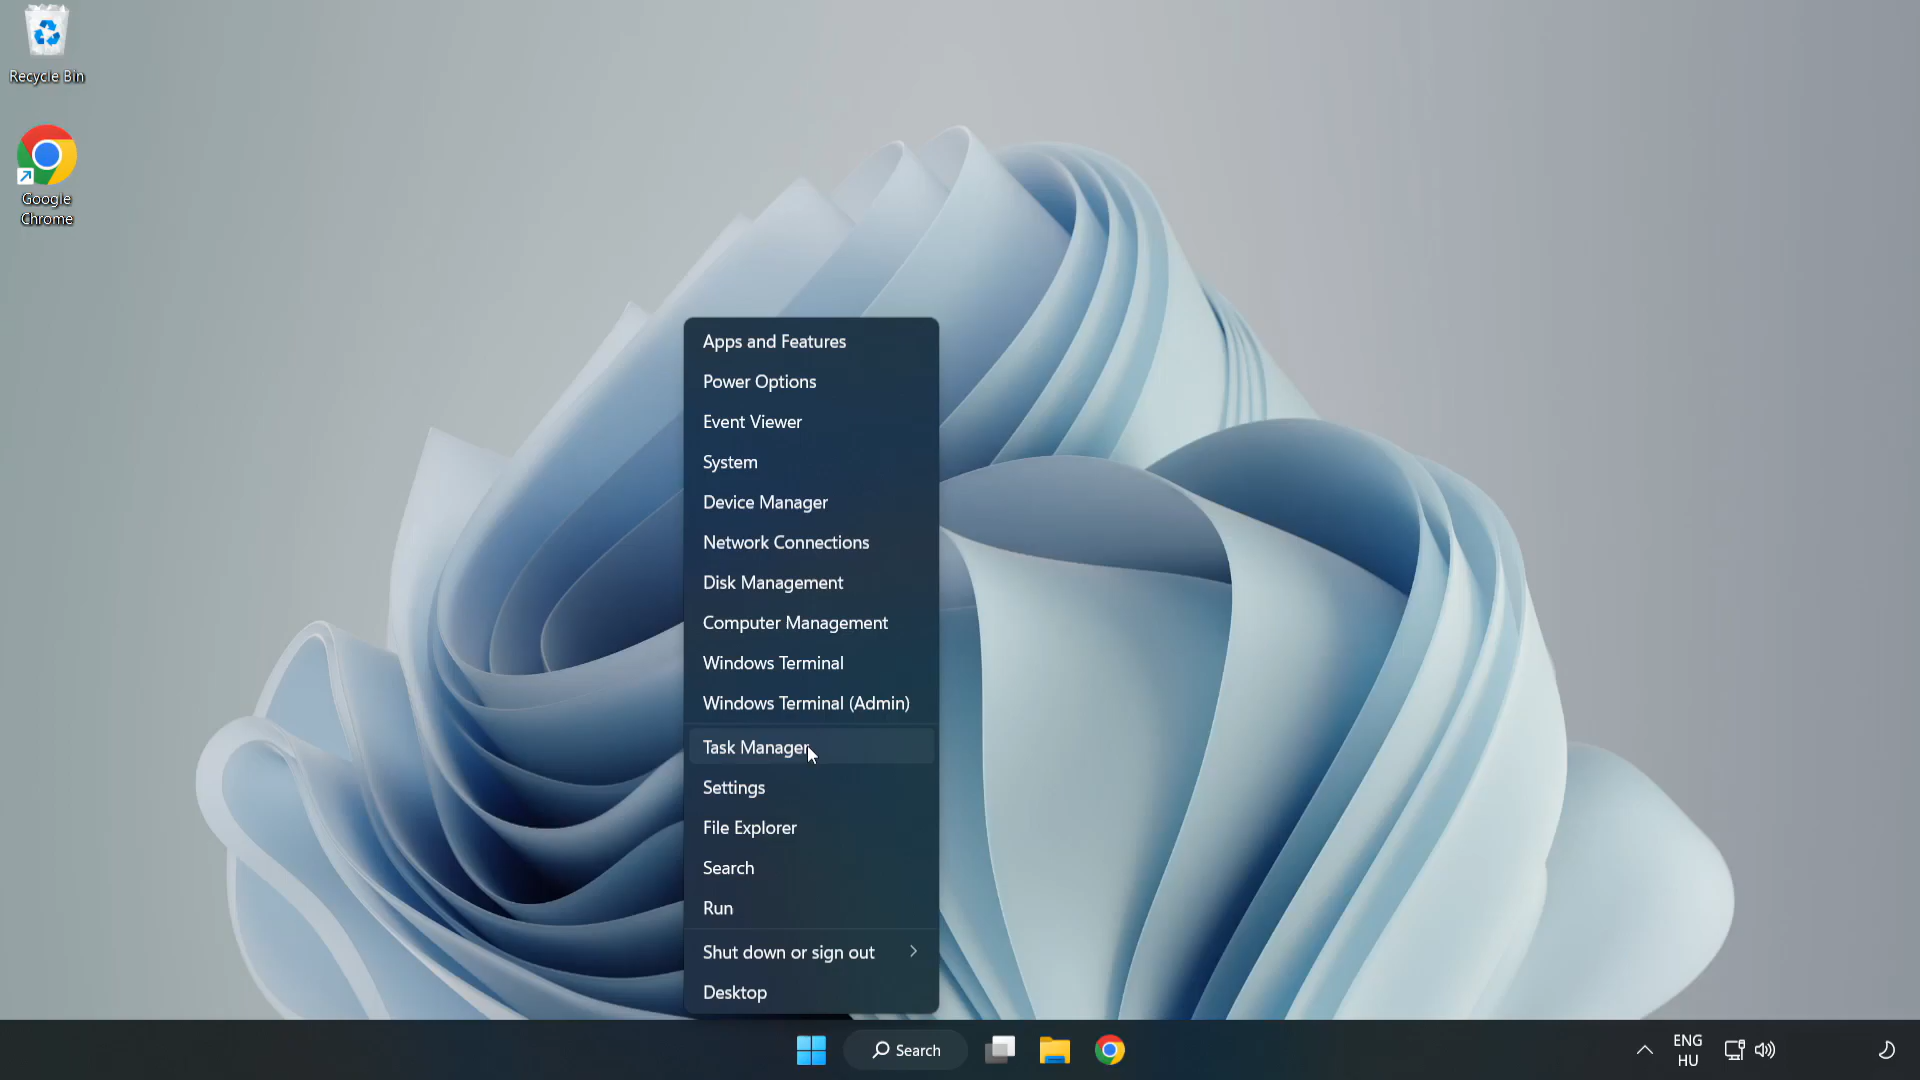 Recycle Bin
Google
Chrome
Apps and Features
Power Options
Event Viewer
System
Device Manager
Network Connections
Disk Management
Computer Management
Windows Terminal
Windows Terminal (Admin)
Task Manager
Settings
File Explorer
Search
Run
Shut down or sign out
Desktop
Search
ENG
HU